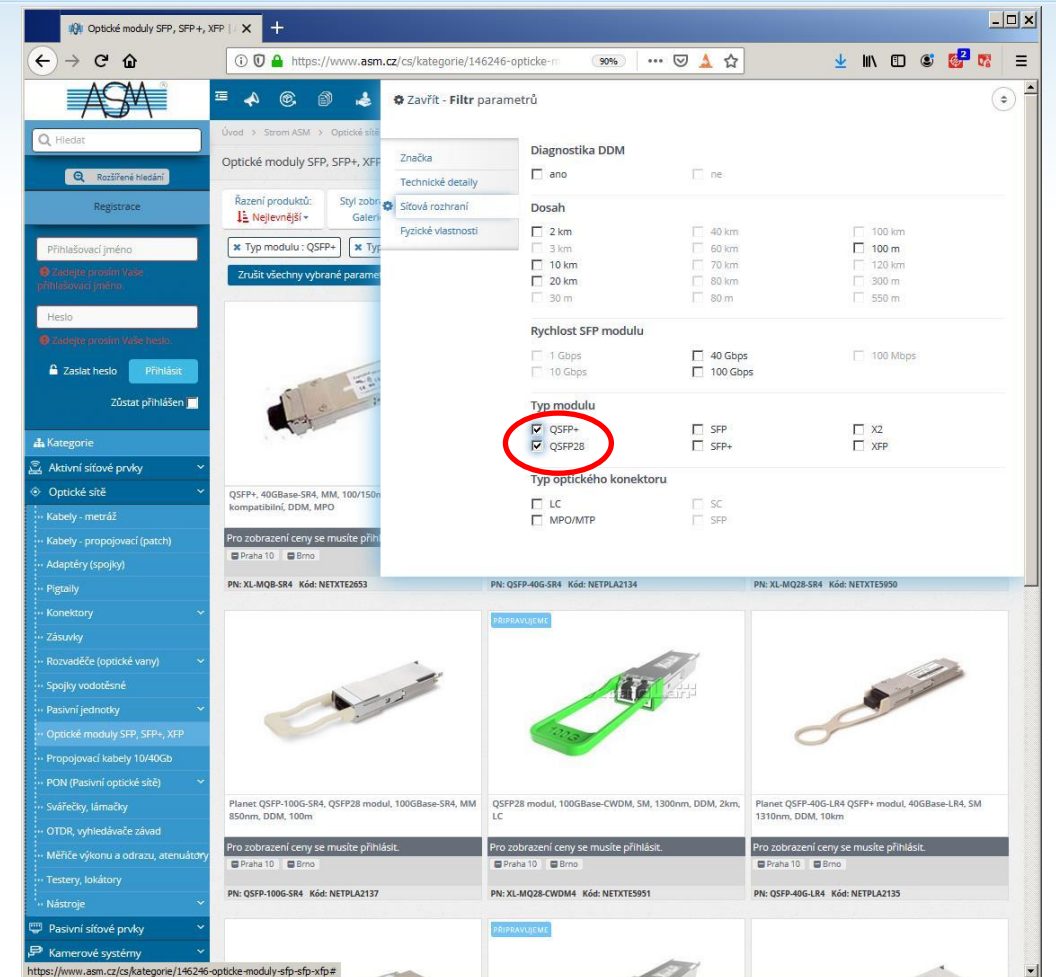 Optické moduly SFP, SFP+, XFP | A
https://www.asm.cz/cs/kategorie/146246-opticke-m
90%
2
ASM
®
Hledat
Rozšířené hledání
Registrace
Přihlašovací jméno
Zadejte prosím Vaše
přihlašovací jméno.
Heslo
Zadejte prosím Vaše heslo.
Zaslat heslo
Přihlásit
Zůstat přihlášen
Kategorie
Aktivní síťové prvky
Optické sítě
Kabely - metráž
Kabely - propojovací (patch)
Adaptéry (spojky)
Pigtaily
Konektory
Zásuvky
Rozvaděče (optické vany)
Spojky vodotěsné
Pasivní jednotky
Optické moduly SFP, SFP+, XFP
Propojovací kabely 10/40Gb
PON (Pasivní optické sítě)
Svářečky, lámačky
OTDR, vyhledávače závad
Měřiče výkonu a odrazu, atenuátory
Testery, lokátory
Nástroje
Pasivní síťové prvky
Kamerové systémy
https://www.asm.cz/cs/kategorie/146246-opticke-moduly-sfp-sfp-xfp#
Úvod > Strom ASM > Optické sítě
Optické moduly SFP, SFP+, XFP
Řazení produktů:
Nejlevnější
Styl zobr
Galeri
Typ modulu : QSFP+
Typ
Zrušit všechny vybrané paramet
Zavřít - Filtr parametrů
Značka
Technické detaily
Síťová rozhraní
Fyzické vlastnosti
Diagnostika DDM
ano
ne
Dosah
2 km
40 km
100 km
3 km
60 km
100 m
10 km
70 km
120 km
20 km
80 km
300 m
30 m
80 m
550 m
Rychlost SFP modulu
1 Gbps
40 Gbps
100 Mbps
10 Gbps
100 Gbps
Typ modulu
QSFP+
SFP
X2
QSFP28
SFP+
XFP
Typ optického konektoru
LC
SC
MPO/MTP
SFP
QSFP+, 40GBase-SR4, MM, 100/150m
kompatibilní, DDM, MPO
Pro zobrazení ceny se musíte přihl
Praha 10 Brno
PN: XL-MQB-SR4 Kód: NETXTE2653
PN: QSFP-40G-SR4 Kód: NETPLA2134
PN: XL-MQ28-SR4 Kód: NETXTE5950
PŘIPRAVUJEME
100G
Planet QSFP-100G-SR4, QSFP28 modul, 100GBase-SR4, MM
850nm, DDM, 100m
Pro zobrazení ceny se musíte přihlásit.
Praha 10 Brno
PN: QSFP-100G-SR4 Kód: NETPLA2137
QSFP28 modul, 100GBase-CWDM, SM, 1300nm, DDM, 2km,
LC
Pro zobrazení ceny se musíte přihlásit.
Praha 10 Brno
PN: XL-MQ28-CWDM4 Kód: NETXTE5951
Planet QSFP-40G-LR4 QSFP+ modul, 40GBase-LR4, SM
1310nm, DDM, 10km
Pro zobrazení ceny se musíte přihlásit.
Praha 10 Brno
PN: QSFP-40G-LR4 Kód: NETPLA2135
PŘIPRAVUJEME